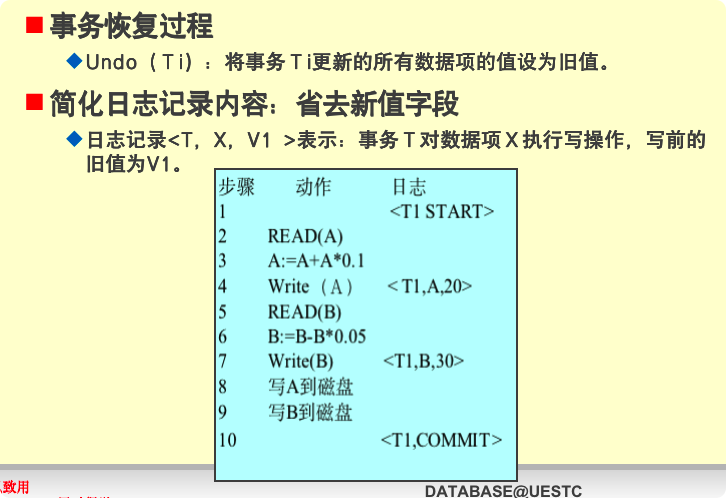 事务恢复过程
Undo（Ti）：将事务Ti更新的所有数据项的值设为旧值。
简化日志记录内容：省去新值字段
日志记录<T，X，V1 >表示：事务T对数据项X执行写操作，写前的
旧值为V1。
步骤 动作 日志
1 <T1 START>
2 READ(A)
3 A:=A+A*0.1
4 Write（A） < T1,A,20>
5 READ(B)
6 B:=B-B*0.05
7 Write(B) <T1,B,30>
8 写A到磁盘
9 写B到磁盘
10 <T1,COMMIT>
致用
DATABASE@UESTC